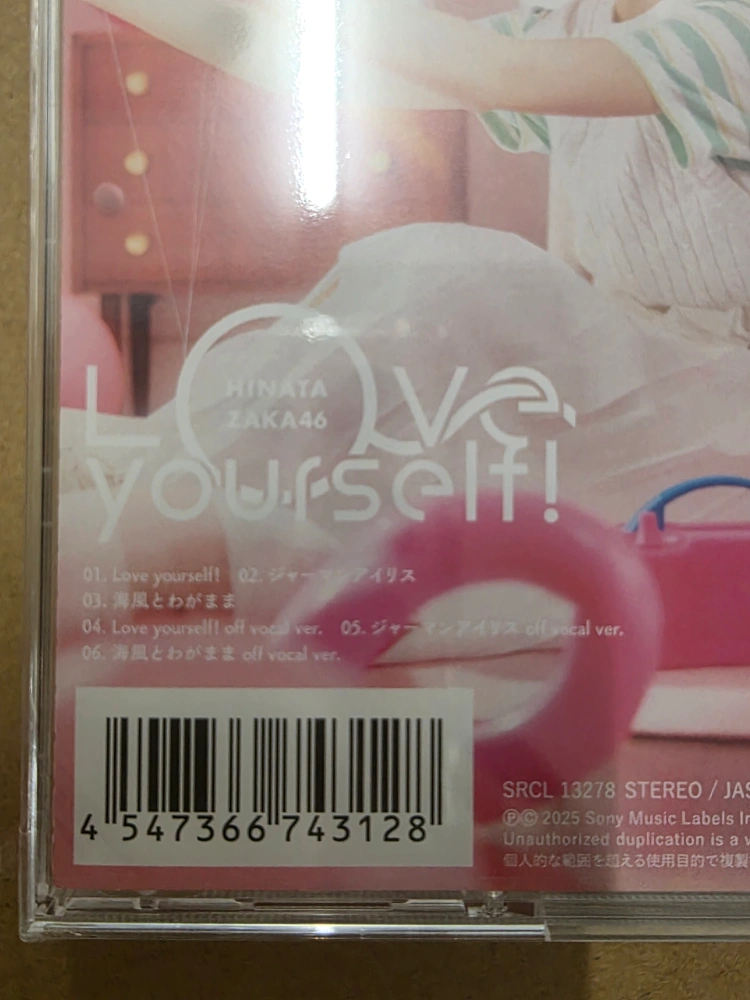 Love
HINATA
ZAKA46
yourself!
01. Love yourself! 02. ジャーマンアイリス
03. 海風とわがまま
04. Love yourself! off vocal ver. 05. ジャーマンアイリス off vocal ver.
06. 海風とわがまま off vocal ver.
4 547366 743128
SRCL 13278 STEREO / JAS
ⓅⒸ 2025 Sony Music Labels In
Unauthorized duplication is a v
個人的な範囲を超える使用目的で複製